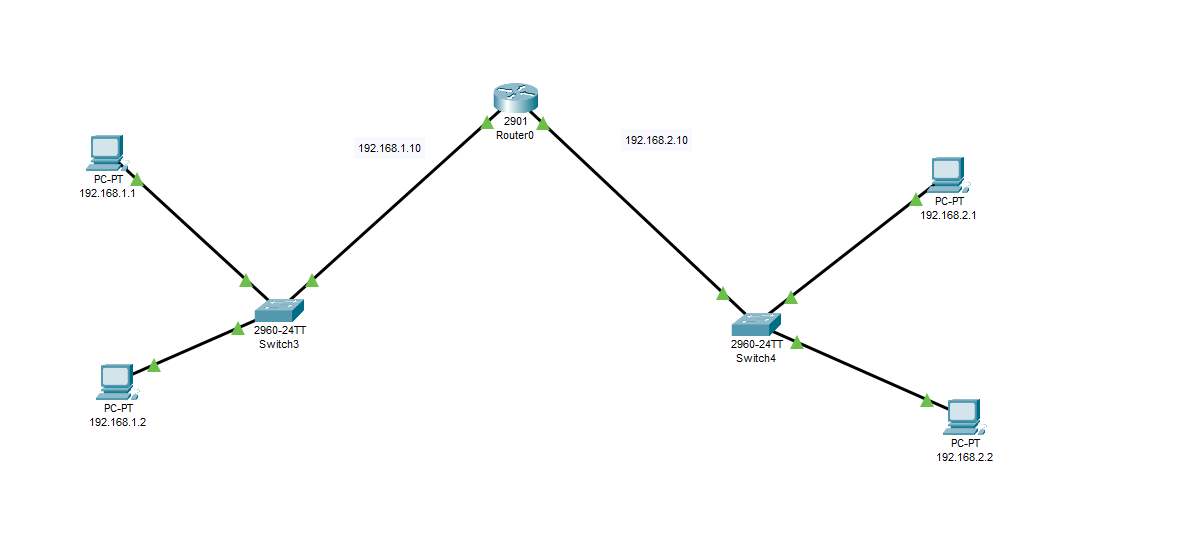 2901
Router0
192.168.1.10
192.168.2.10
PC-PT
192.168.1.1
PC-PT
192.168.2.1
2960-24TT
Switch3
2960-24TT
Switch4
PC-PT
192.168.1.2
PC-PT
192.168.2.2